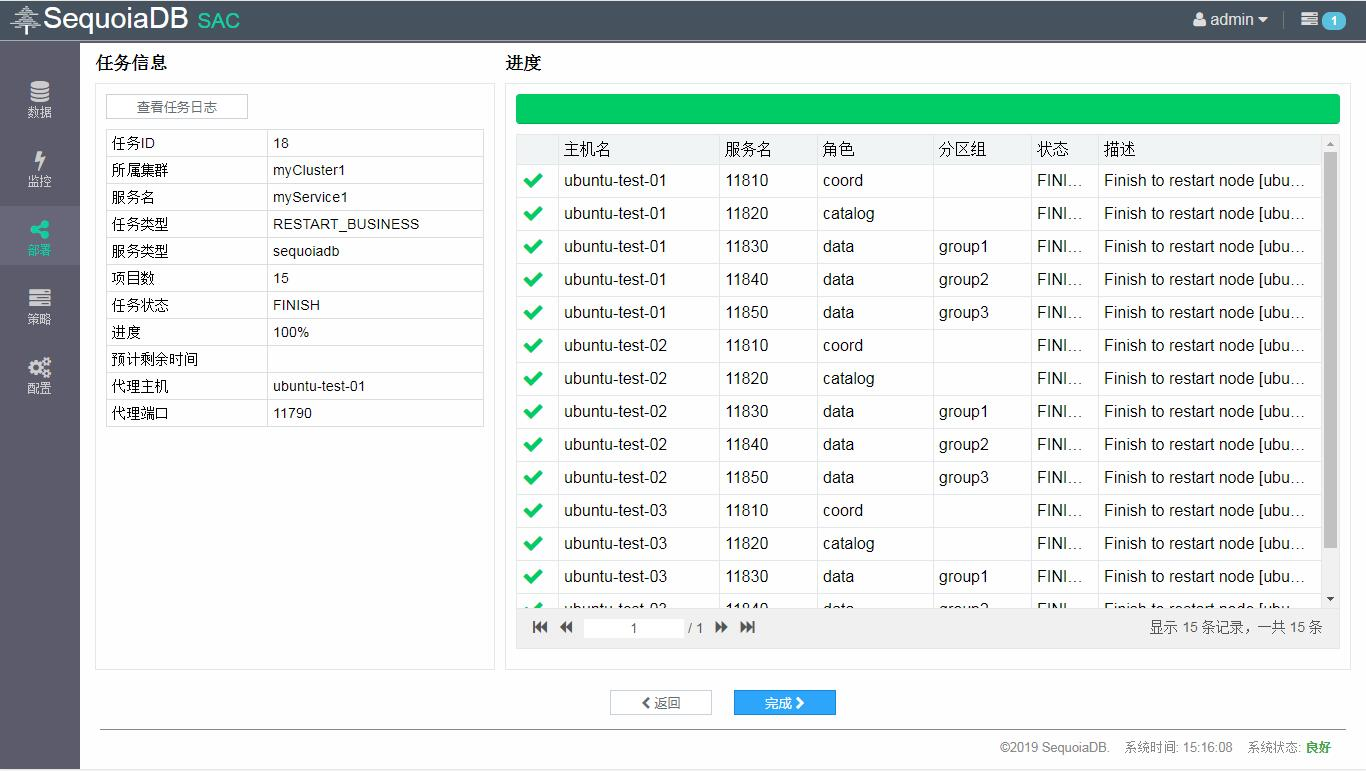 SequoiaDB SAC
admin
1
数据
监控
部署
策略
配置
任务信息
查看任务日志
任务ID 18
所属集群 myCluster1
服务名 myService1
任务类型 RESTART_BUSINESS
服务类型 sequoiadb
项目数 15
任务状态 FINISH
进度 100%
预计剩余时间
代理主机 ubuntu-test-01
代理端口 11790
进度
主机名 服务名 角色 分区组 状态 描述
ubuntu-test-01 11810 coord FINI... Finish to restart node [ubu...
ubuntu-test-01 11820 catalog FINI... Finish to restart node [ubu...
ubuntu-test-01 11830 data group1 FINI... Finish to restart node [ubu...
ubuntu-test-01 11840 data group2 FINI... Finish to restart node [ubu...
ubuntu-test-01 11850 data group3 FINI... Finish to restart node [ubu...
ubuntu-test-02 11810 coord FINI... Finish to restart node [ubu...
ubuntu-test-02 11820 catalog FINI... Finish to restart node [ubu...
ubuntu-test-02 11830 data group1 FINI... Finish to restart node [ubu...
ubuntu-test-02 11840 data group2 FINI... Finish to restart node [ubu...
ubuntu-test-02 11850 data group3 FINI... Finish to restart node [ubu...
ubuntu-test-03 11810 coord FINI... Finish to restart node [ubu...
ubuntu-test-03 11820 catalog FINI... Finish to restart node [ubu...
ubuntu-test-03 11830 data group1 FINI... Finish to restart node [ubu...
ubuntu-test-03 11840 data group2 FINI... Finish to restart node [ubu...
1 / 1
显示 15 条记录，一共 15 条
返回
完成
©2019 SequoiaDB. 系统时间: 15:16:08 系统状态: 良好